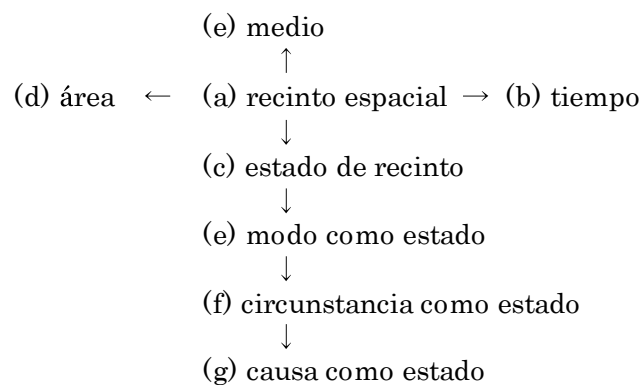 (e) medio
↑
(d) área ← (a) recinto espacial → (b) tiempo
↓
(c) estado de recinto
↓
(e) modo como estado
↓
(f) circunstancia como estado
↓
(g) causa como estado